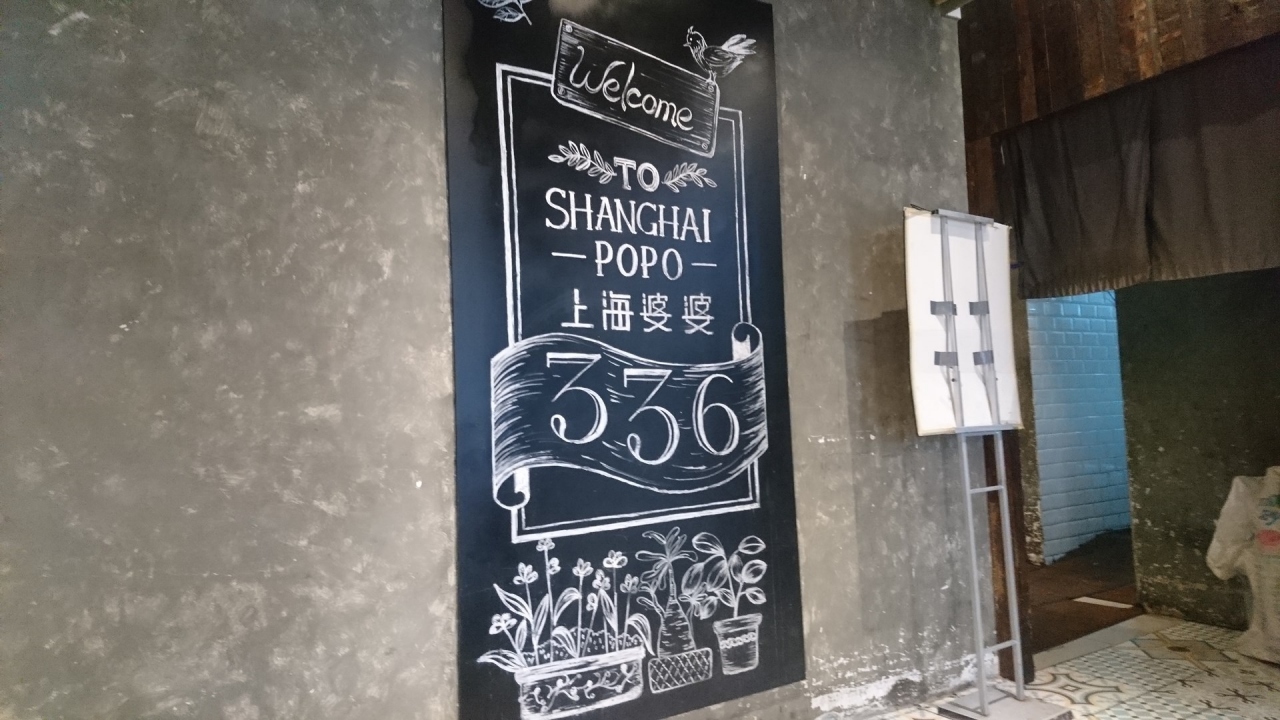 Welcome
TO
SHANGHAI
— POPO —
上海婆婆
336